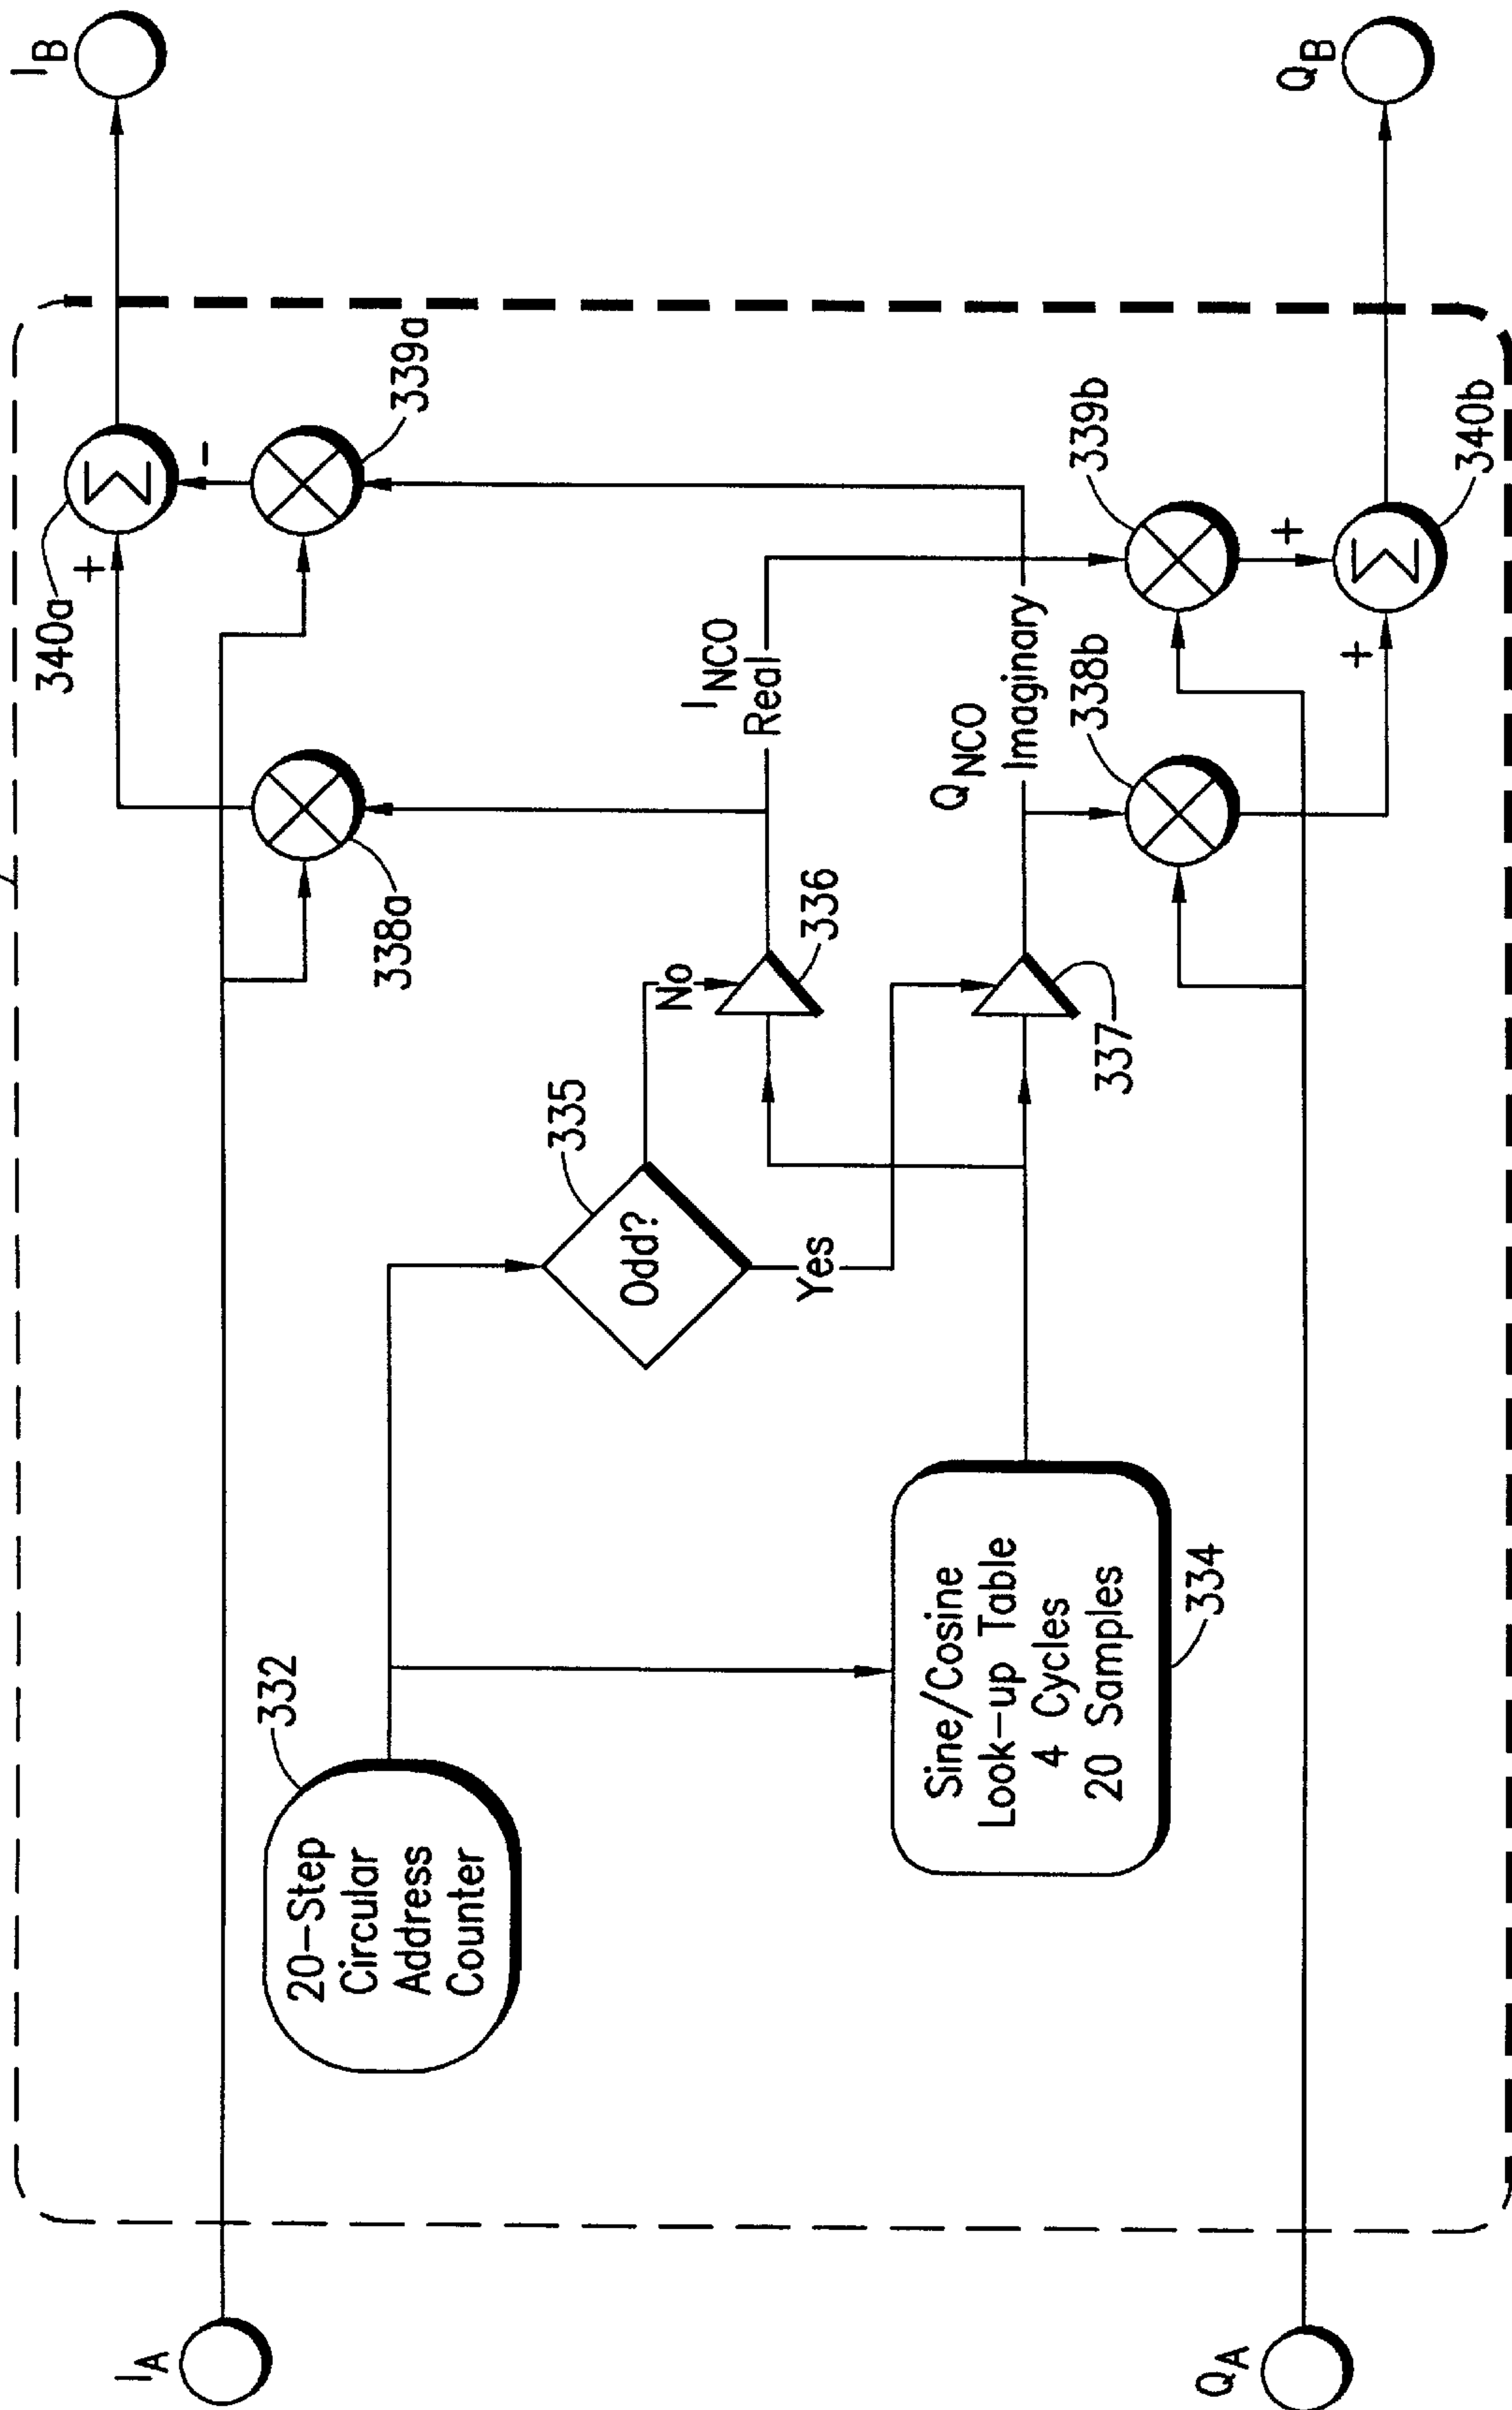 I_A
I_B
340a
+
-
339a
338a
332
20-Step
Circular
Address
Counter
335
Odd?
No
Yes
336
I_NCO
Real
Q_NCO
Imaginary
337
Sine/Cosine
Look-up Table
4 Cycles
20 Samples
334
338b
339b
+
+
340b
Q_A
Q_B